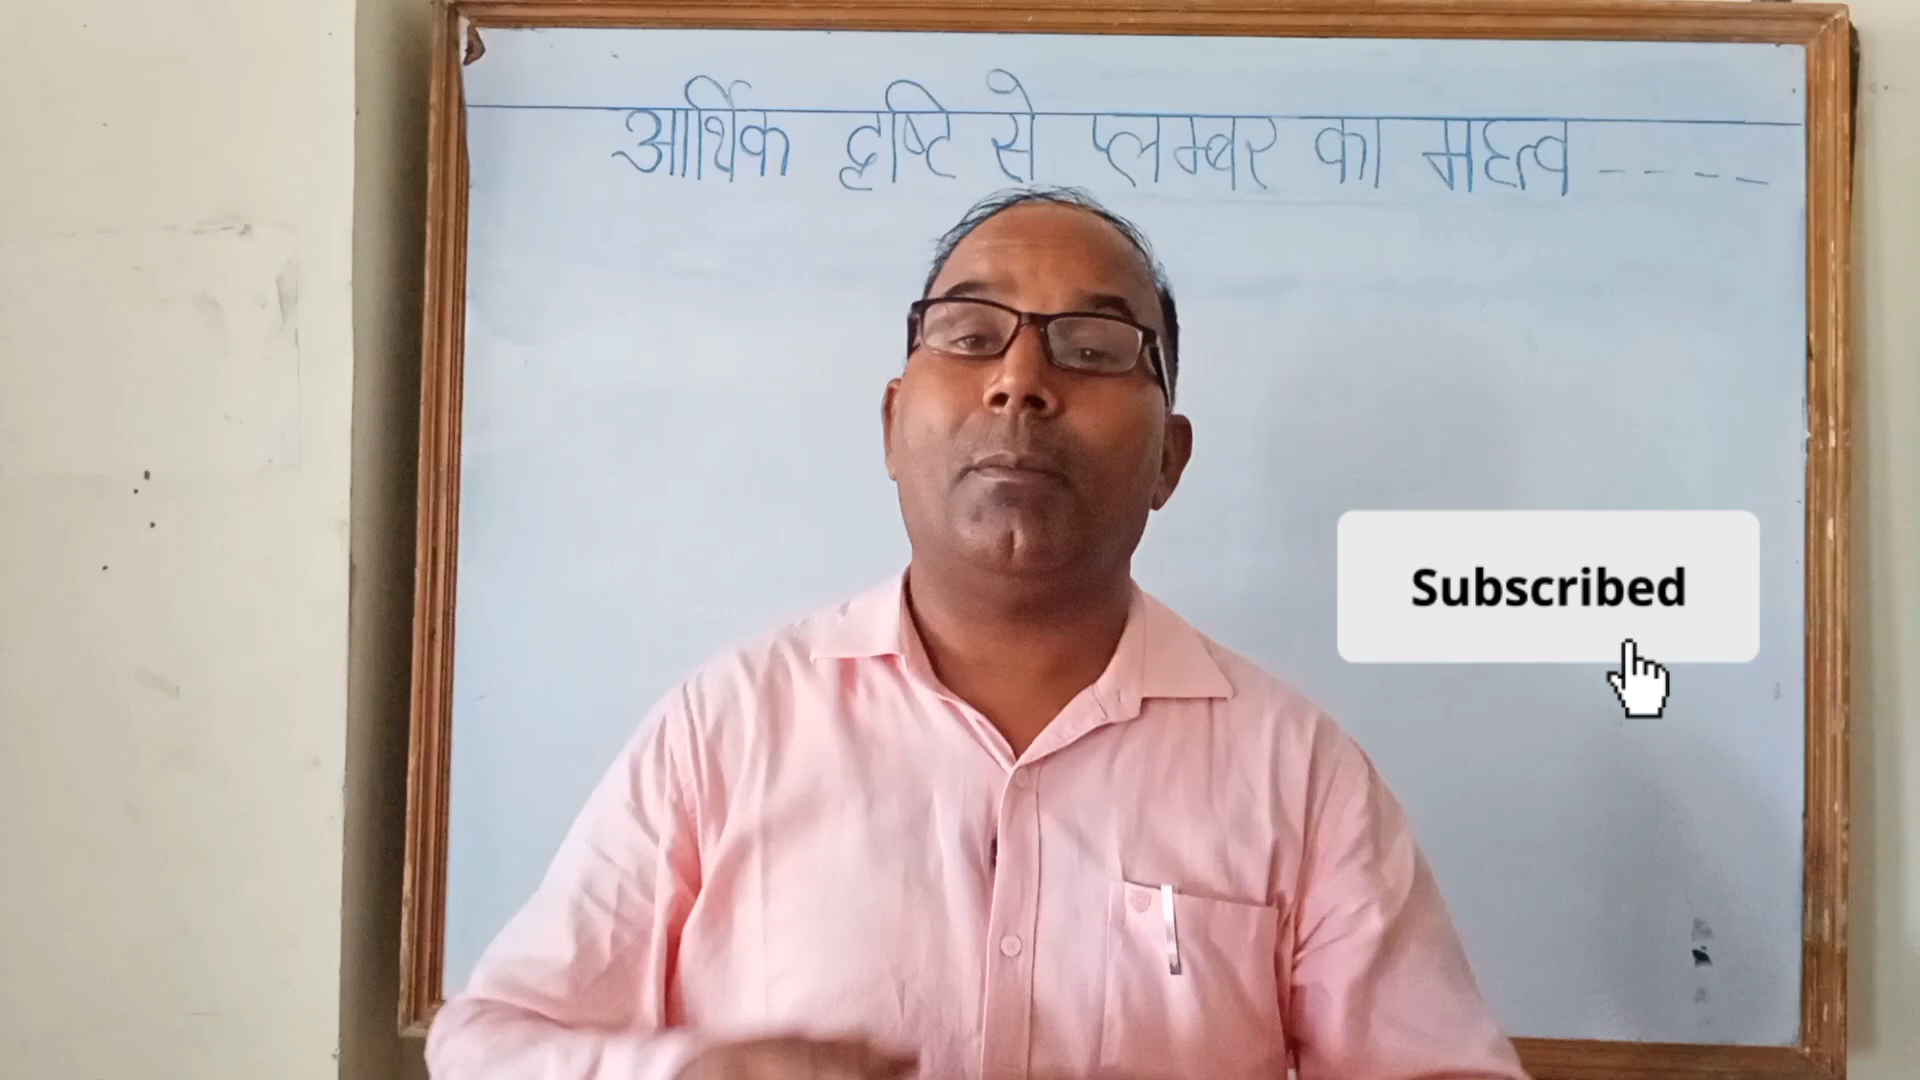 आर्थिक दृष्टि से प्लम्बर का महत्व ----
Subscribed